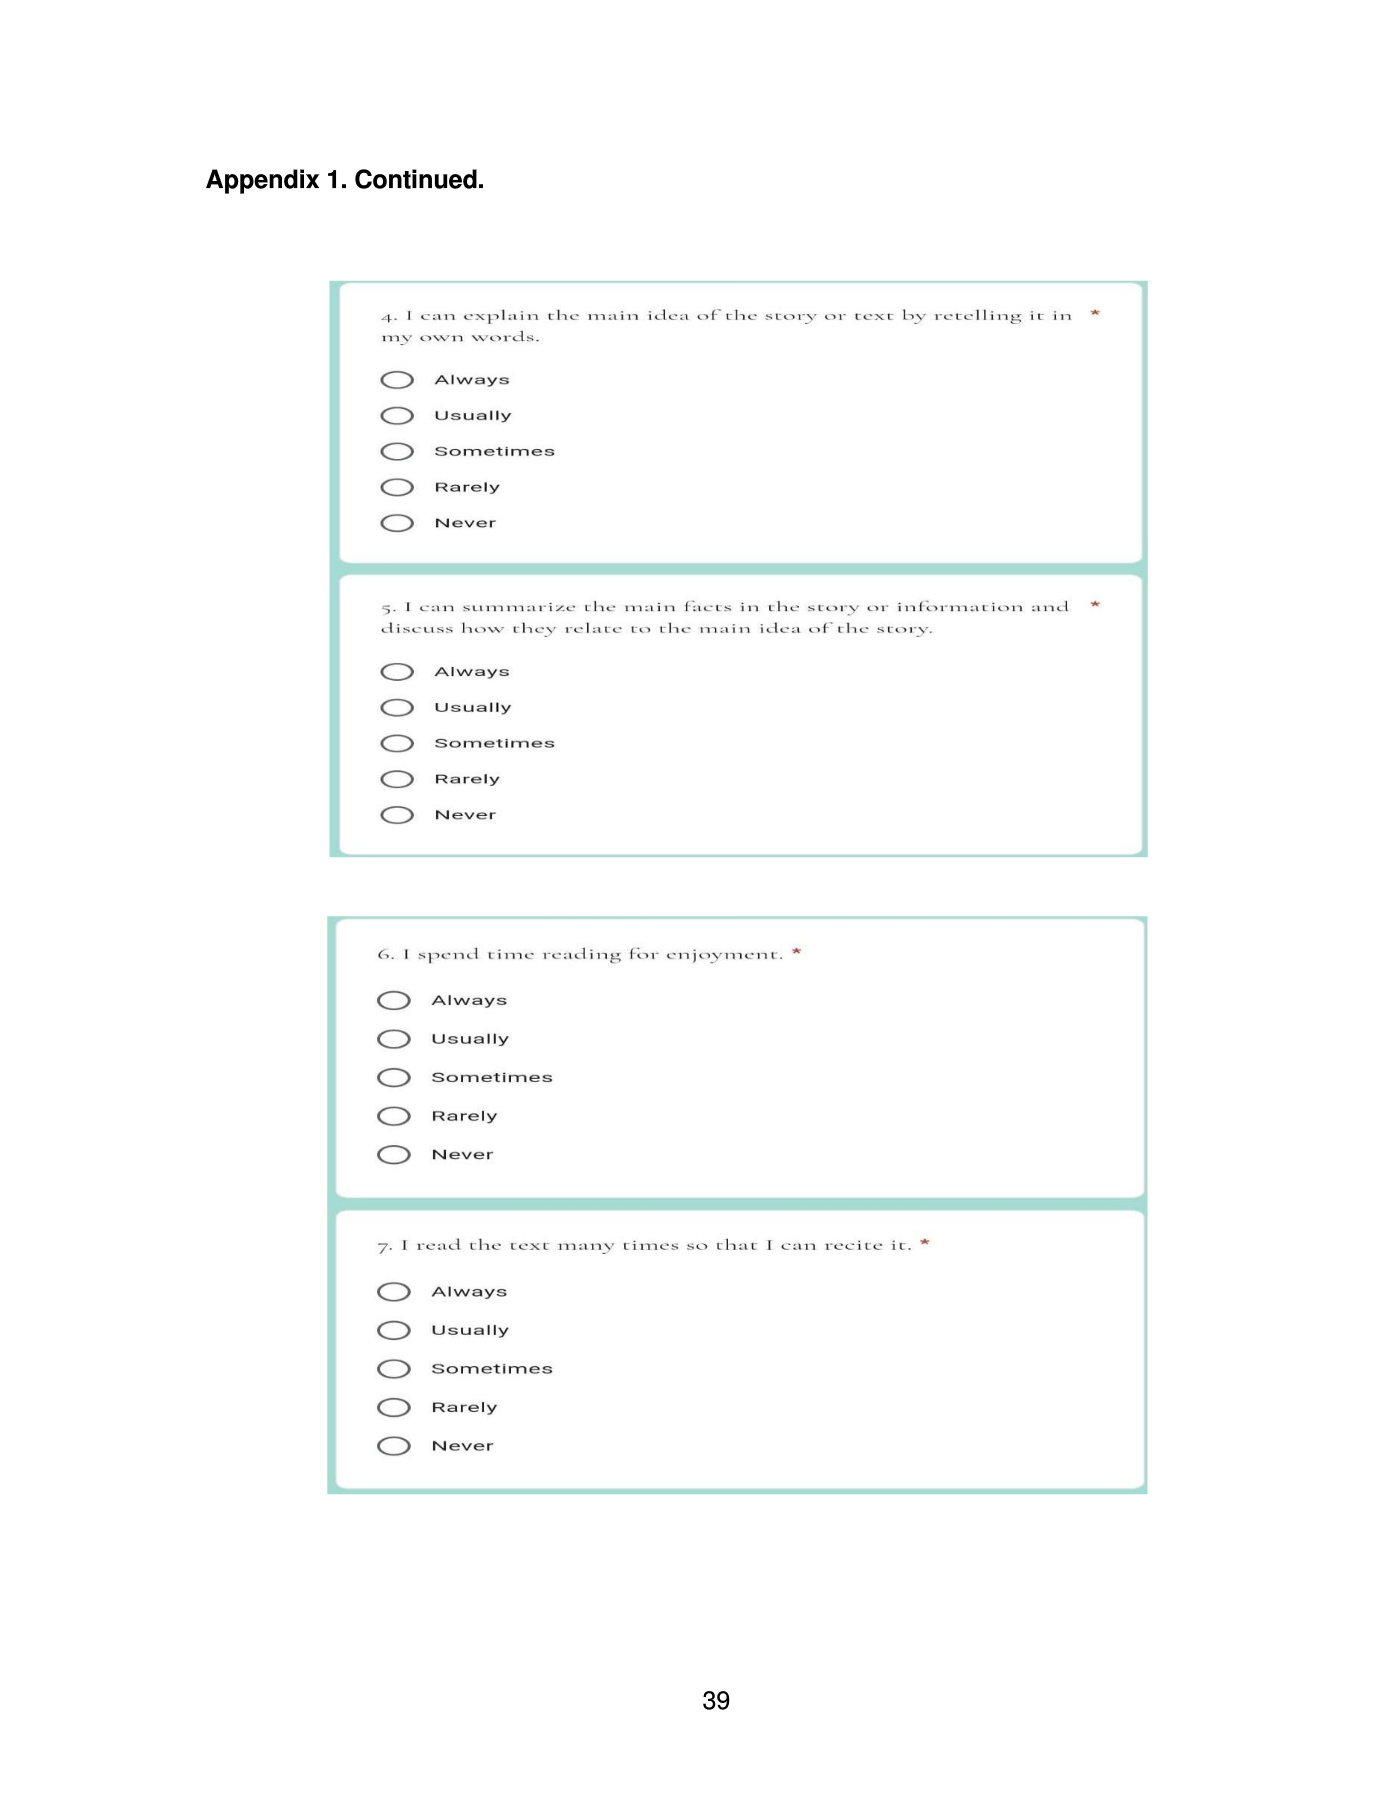 Appendix 1. Continued.
4. I can explain the main idea of the story or text by retelling it in *
my own words.
Always
Usually
Sometimes
Rarely
Never
5. I can summarize the main facts in the story or information and *
discuss how they relate to the main idea of the story.
Always
Usually
Sometimes
Rarely
Never
6. I spend time reading for enjoyment. *
Always
Usually
Sometimes
Rarely
Never
7. I read the text many times so that I can recite it. *
Always
Usually
Sometimes
Rarely
Never
39